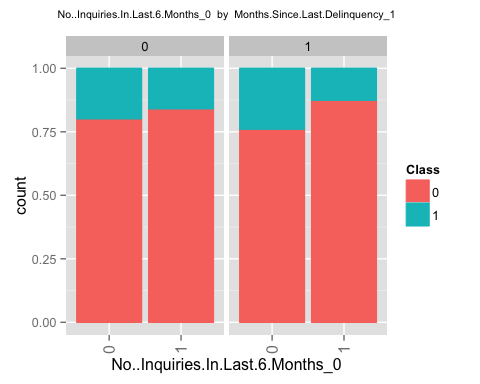 No..Inquiries.In.Last.6.Months_0 by Months.Since.Last.Delinquency_1
0 1
1.00
0.75
0.50
0.25
0.00
count
0 1 0 1
No..Inquiries.In.Last.6.Months_0
Class
0
1